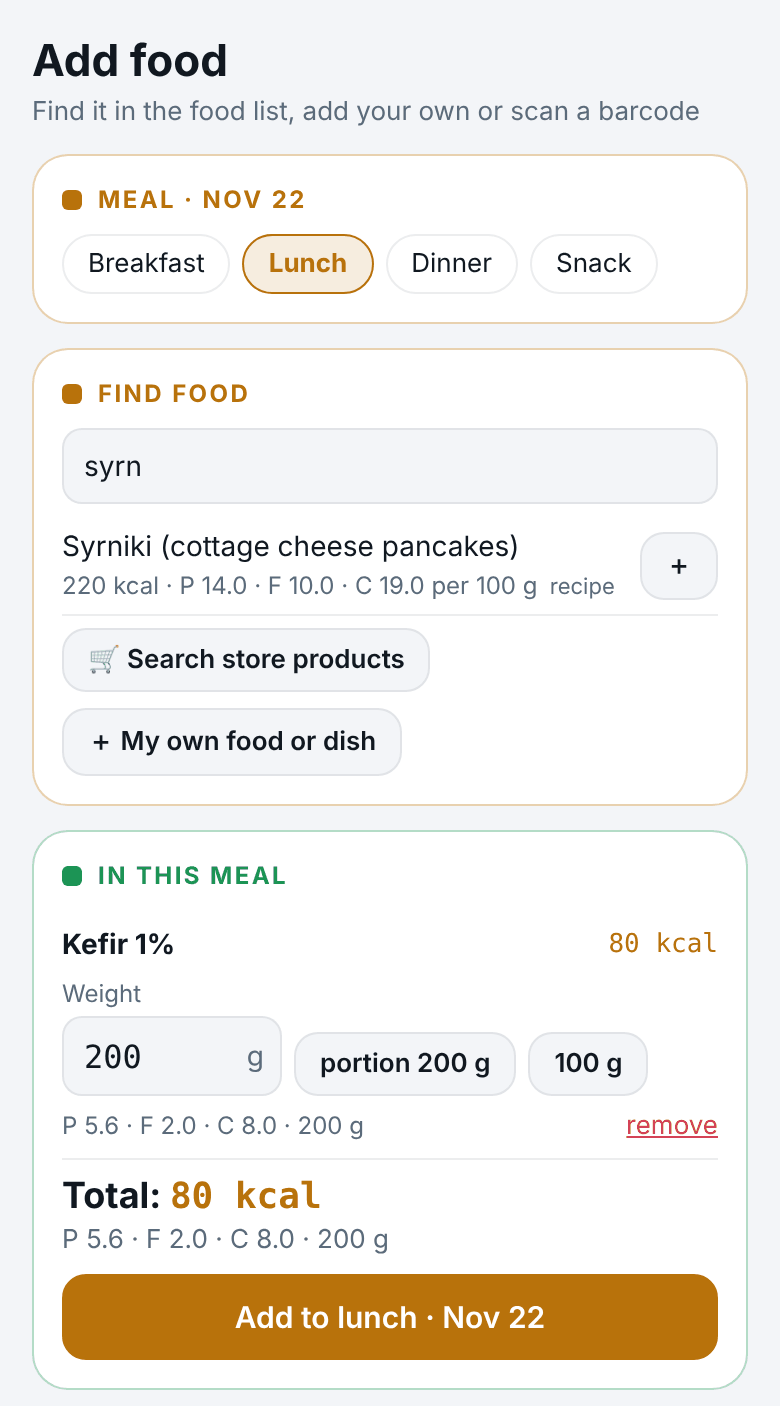 Add food
Find it in the food list, add your own or scan a barcode
MEAL · NOV 22
Breakfast Lunch Dinner Snack
FIND FOOD
syrn
Syrniki (cottage cheese pancakes)
220 kcal · P 14.0 · F 10.0 · C 19.0 per 100 g recipe
+
🛒 Search store products
+ My own food or dish
IN THIS MEAL
Kefir 1% 80 kcal
Weight
200 g portion 200 g 100 g
P 5.6 · F 2.0 · C 8.0 · 200 g remove
Total: 80 kcal
P 5.6 · F 2.0 · C 8.0 · 200 g
Add to lunch · Nov 22